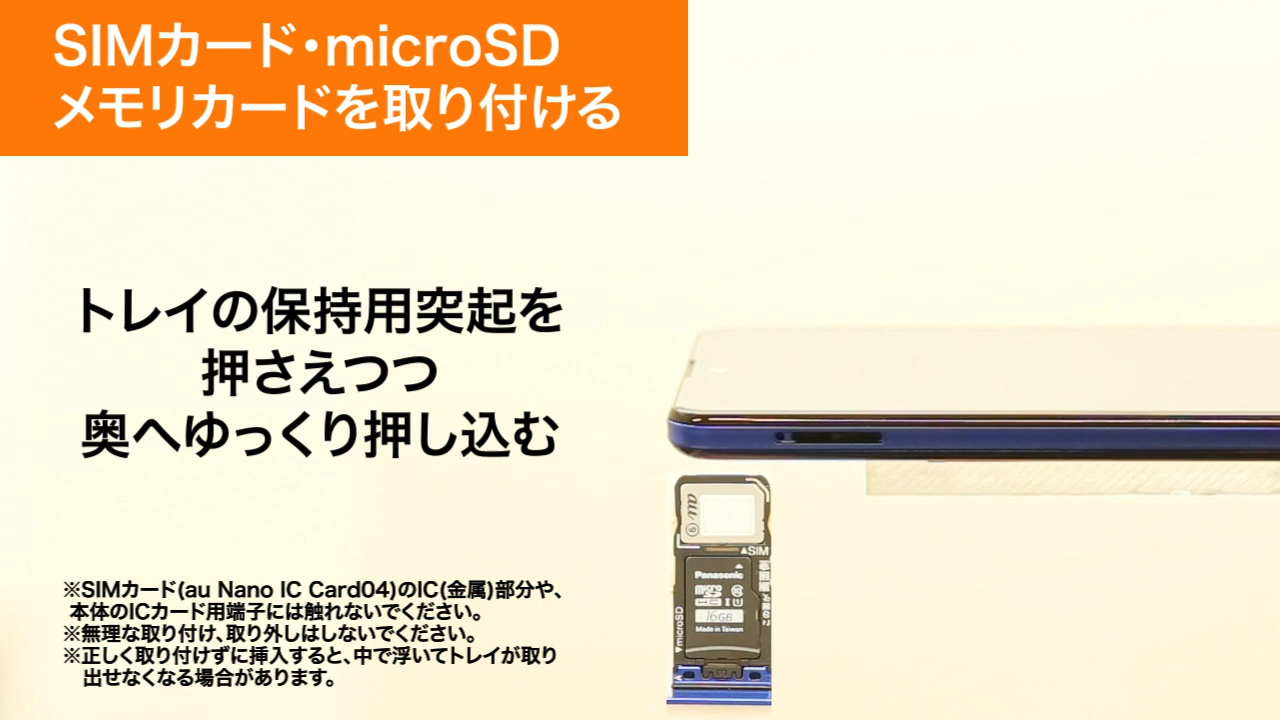 SIMカード・microSD
メモリカードを取り付ける
トレイの保持用突起を
押さえつつ
奥へゆっくり押し込む
※SIMカード(au Nano IC Card04)のIC(金属)部分や、
本体のICカード用端子には触れないでください。
※無理な取り付け、取り外しはしないでください。
※正しく取り付けずに挿入すると、中で浮いてトレイが取り
出せなくなる場合があります。
au
▲SIM
Panasonic
micro
16GB
Made in Taiwan
▼microSD